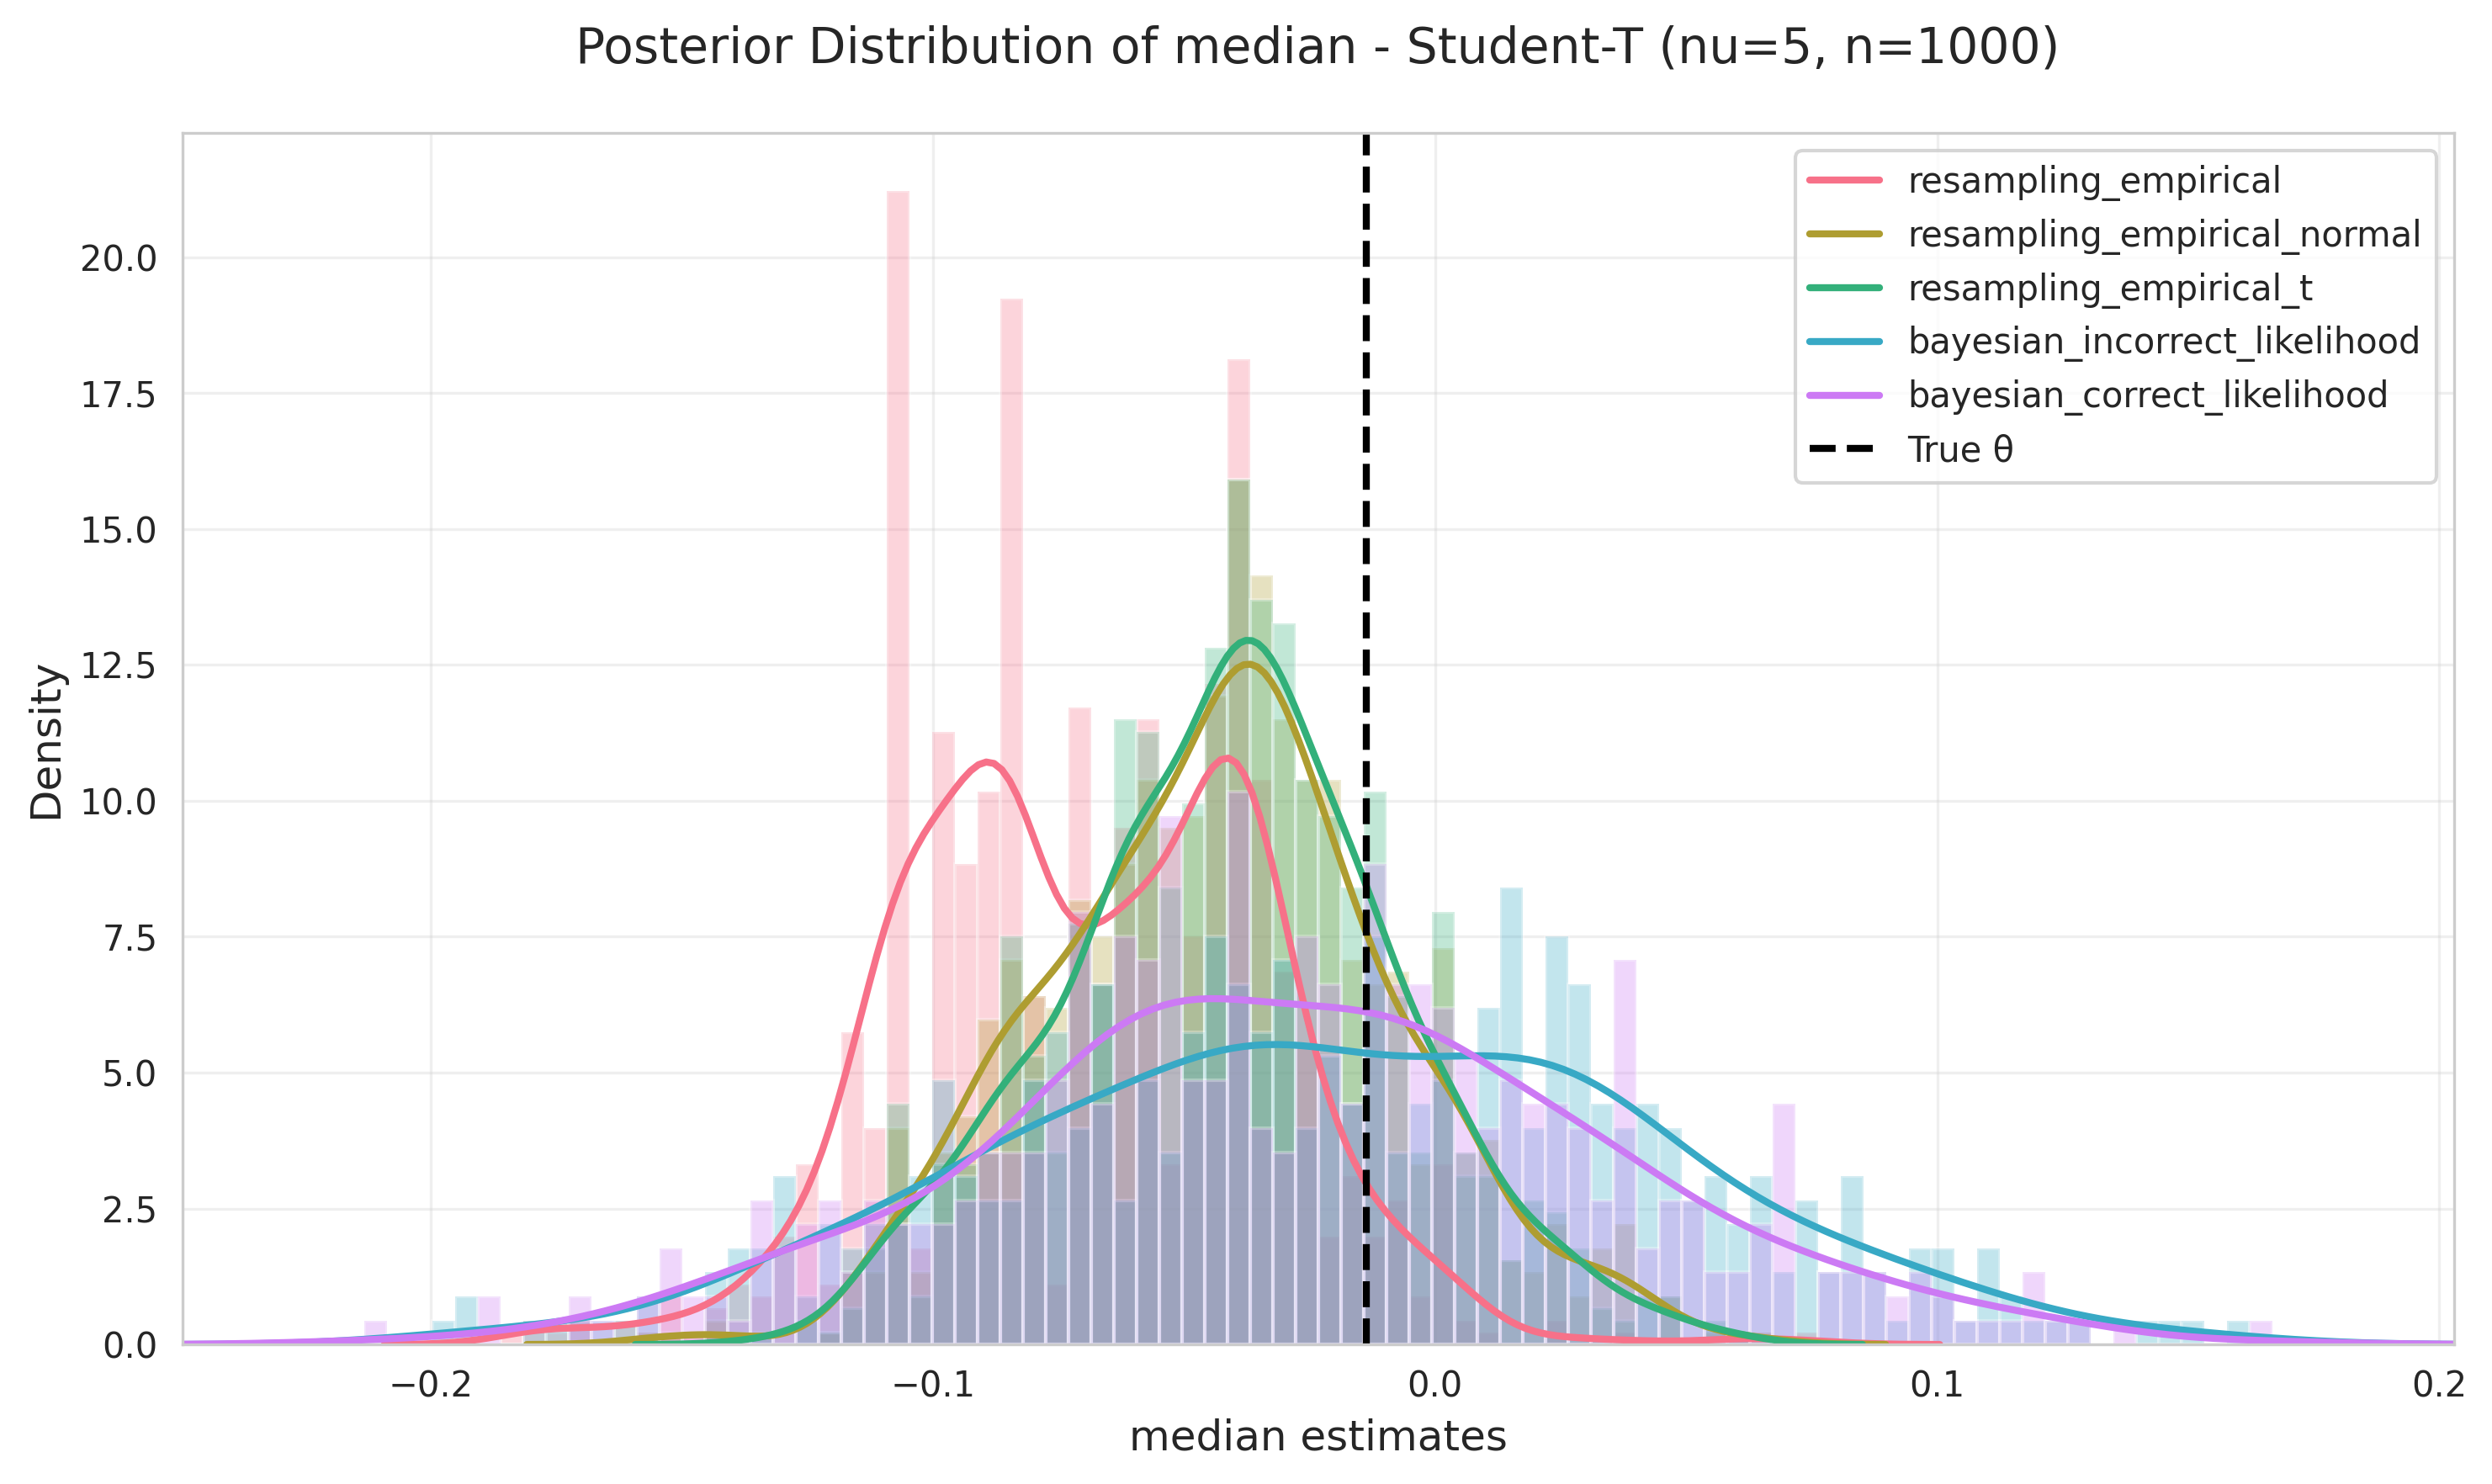 Posterior Distribution of median - Student-T (nu=5, n=1000)
resampling_empirical
resampling_empirical_normal
resampling_empirical_t
bayesian_incorrect_likelihood
bayesian_correct_likelihood
True θ
Density
20.0
17.5
15.0
12.5
10.0
7.5
5.0
2.5
0.0
−0.2 −0.1 0.0 0.1 0.2
median estimates